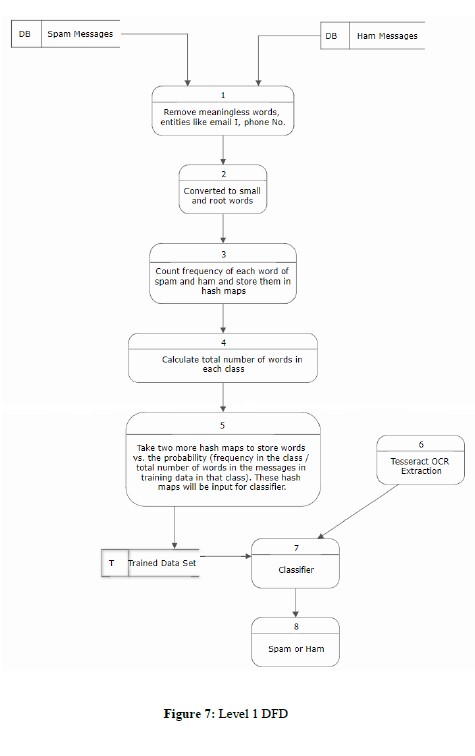 DB Spam Messages
DB Ham Messages
1
Remove meaningless words,
entities like email I, phone No.
2
Converted to small
and root words
3
Count frequency of each word of
spam and ham and store them in
hash maps
4
Calculate total number of words in
each class
5
Take two more hash maps to store words
vs. the probability (frequency in the class /
total number of words in the messages in
training data in that class). These hash
maps will be input for classifier.
6
Tesseract OCR
Extraction
T Trained Data Set
7
Classifier
8
Spam or Ham
Figure 7: Level 1 DFD